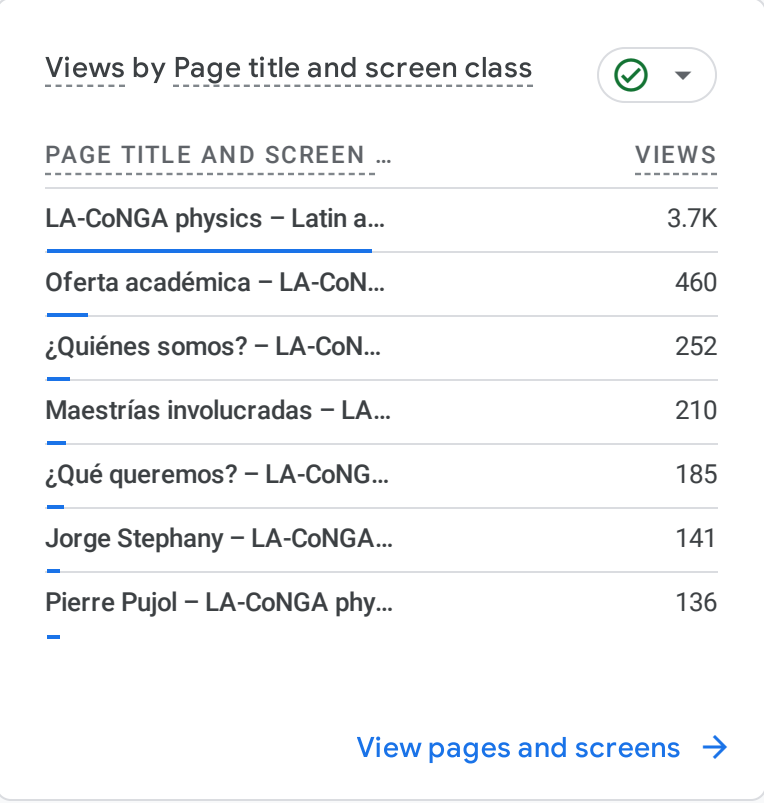 Views by Page title and screen class
PAGE TITLE AND SCREEN … VIEWS
LA-CoNGA physics – Latin a… 3.7K
Oferta académica – LA-CoN… 460
¿Quiénes somos? – LA-CoN… 252
Maestrías involucradas – LA… 210
¿Qué queremos? – LA-CoNG… 185
Jorge Stephany – LA-CoNGA… 141
Pierre Pujol – LA-CoNGA phy… 136
View pages and screens